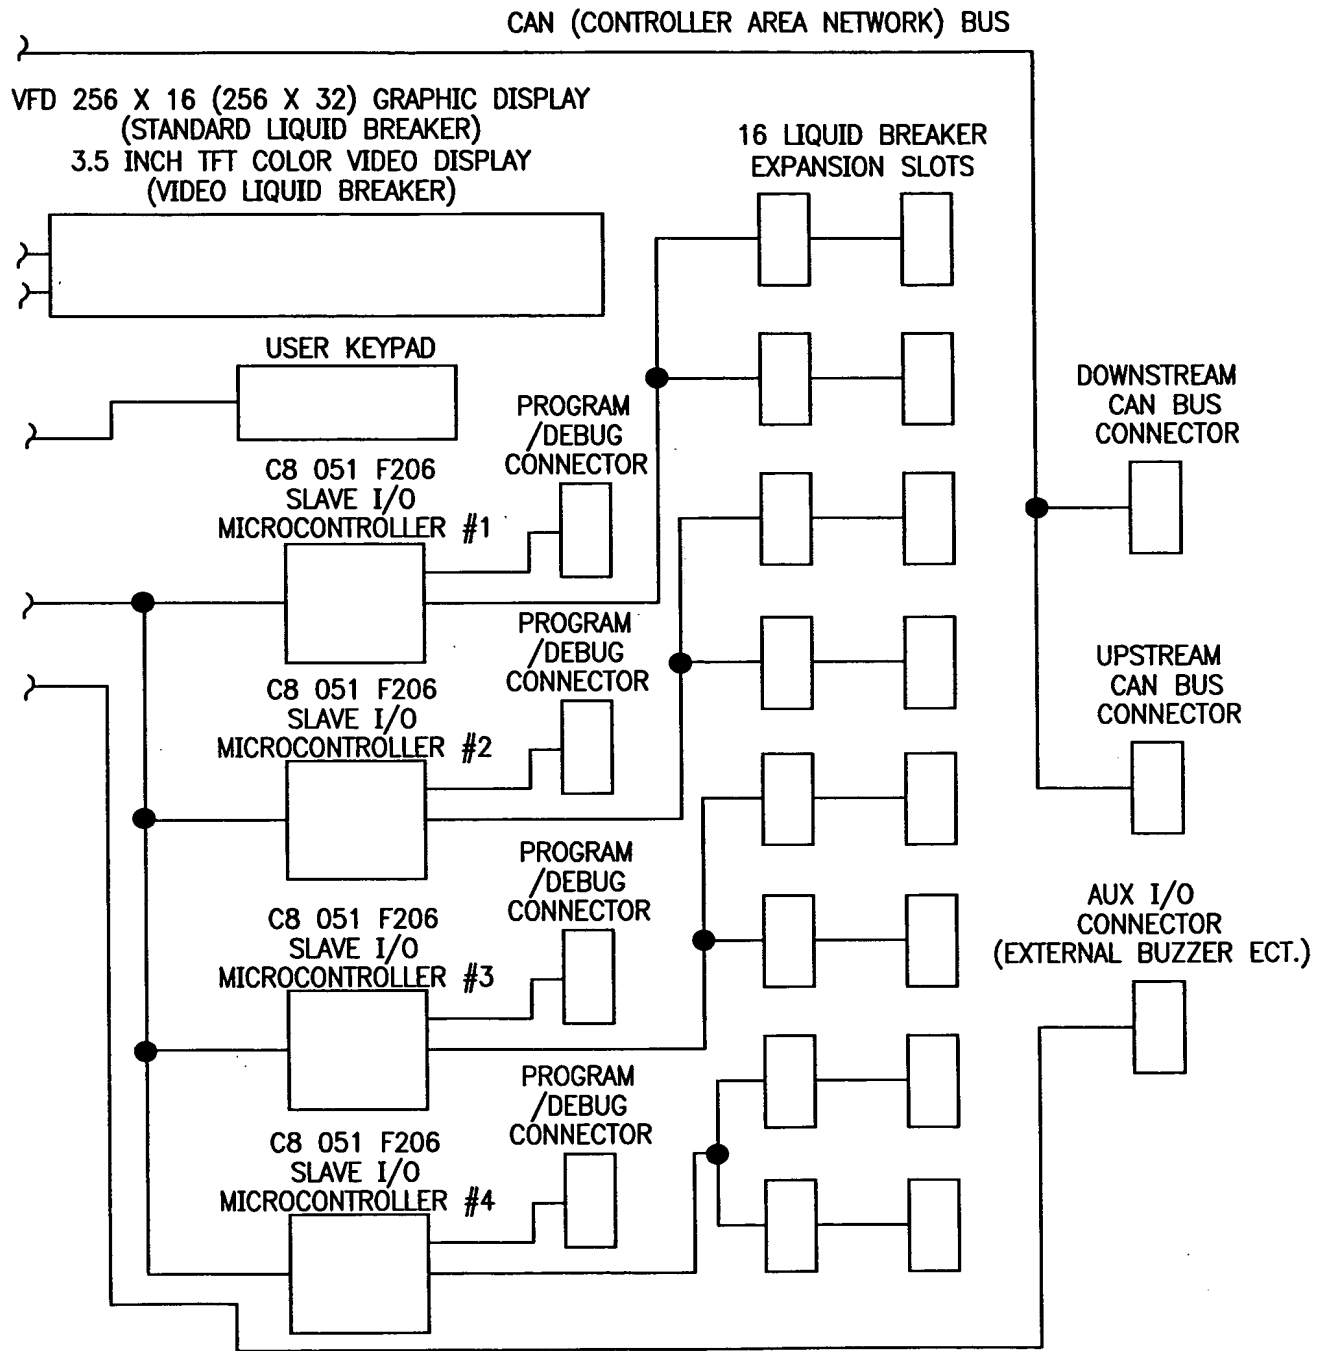 CAN (CONTROLLER AREA NETWORK) BUS
VFD 256 X 16 (256 X 32) GRAPHIC DISPLAY
(STANDARD LIQUID BREAKER)
3.5 INCH TFT COLOR VIDEO DISPLAY
(VIDEO LIQUID BREAKER)
16 LIQUID BREAKER
EXPANSION SLOTS
USER KEYPAD
PROGRAM
/DEBUG
CONNECTOR
C8 051 F206
SLAVE I/O
MICROCONTROLLER #1
DOWNSTREAM
CAN BUS
CONNECTOR
PROGRAM
/DEBUG
CONNECTOR
C8 051 F206
SLAVE I/O
MICROCONTROLLER #2
UPSTREAM
CAN BUS
CONNECTOR
PROGRAM
/DEBUG
CONNECTOR
C8 051 F206
SLAVE I/O
MICROCONTROLLER #3
AUX I/O
CONNECTOR
(EXTERNAL BUZZER ECT.)
PROGRAM
/DEBUG
CONNECTOR
C8 051 F206
SLAVE I/O
MICROCONTROLLER #4